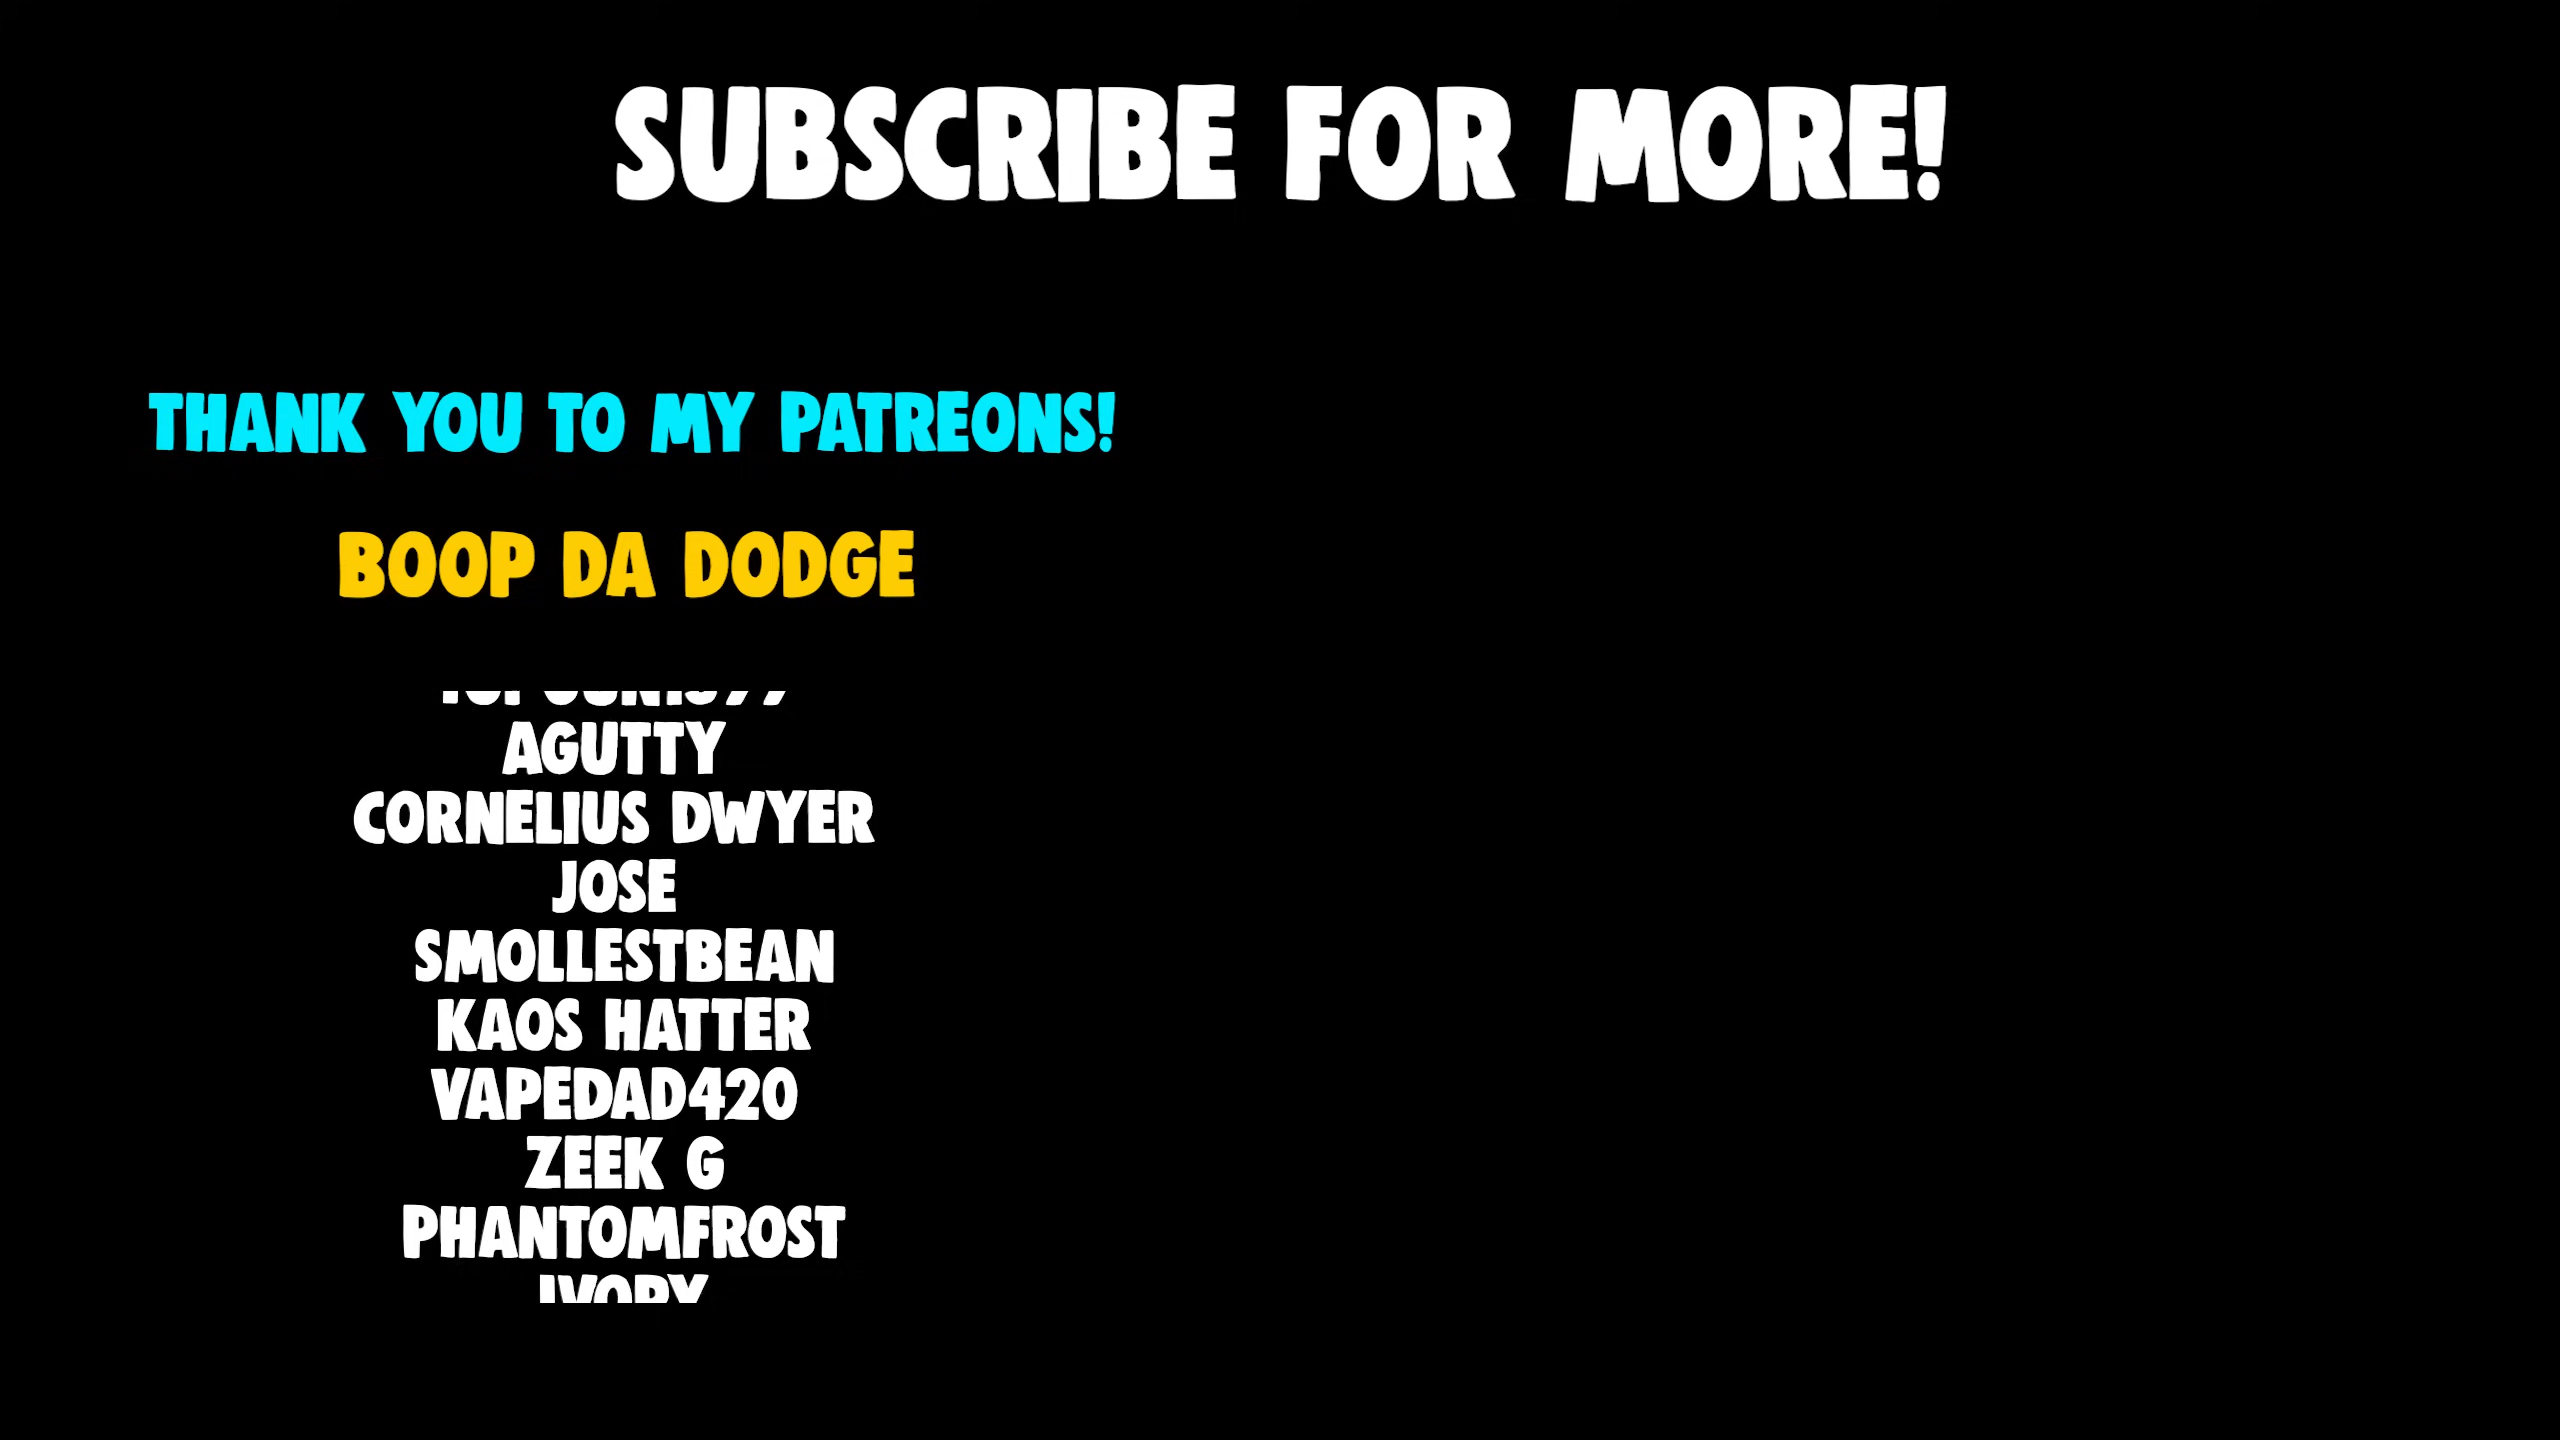 SUBSCRIBE FOR MORE!
THANK YOU TO MY PATREONS!
BOOP DA DODGE
AGUTTY
CORNELIUS DWYER
JOSE
SMOLLESTBEAN
KAOS HATTER
VAPEDAD420
ZEEK G
PHANTOMFROST
IVORY